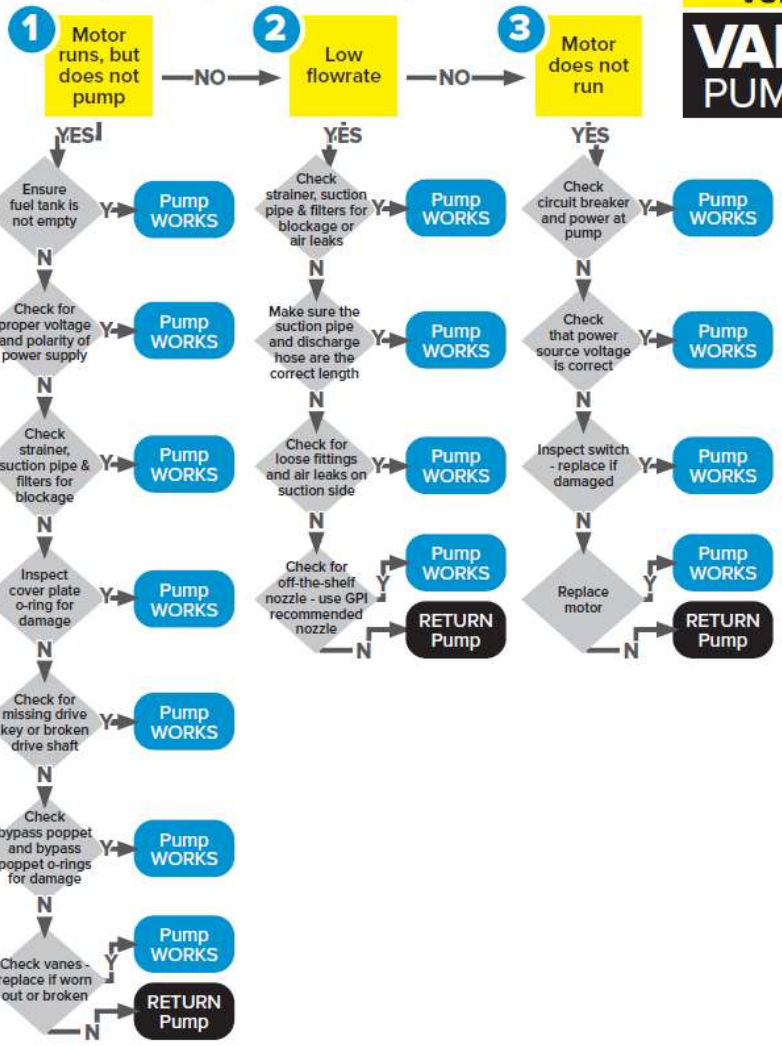 1
Motor
runs, but
does not
pump
NO
2
Low
flowrate
NO
3
Motor
does not
run
PUM
YES
YES
YES
Ensure
fuel tank is
not empty
Y
Pump
WORKS
Check
strainer, suction
pipe & filters for
blockage or
air leaks
Y
Pump
WORKS
Check
circuit breaker
and power at
pump
Y
Pump
WORKS
N
N
N
Check for
proper voltage
and polarity of
power supply
Y
Pump
WORKS
Make sure the
suction pipe
and discharge
hose are the
correct length
Y
Pump
WORKS
Check
that power
source voltage
is correct
Y
Pump
WORKS
N
N
N
Check
strainer,
suction pipe &
filters for
blockage
Y
Pump
WORKS
Check for
loose fittings
and air leaks on
suction side
Y
Pump
WORKS
Inspect switch
- replace if
damaged
Y
Pump
WORKS
N
N
N
Inspect
cover plate
o-ring for
damage
Y
Pump
WORKS
Check for
off-the-shelf
nozzle - use GPI
recommended
nozzle
Y
Pump
WORKS
N
RETURN
Pump
Replace
motor
Y
Pump
WORKS
N
RETURN
Pump
N
Check for
missing drive
key or broken
drive shaft
Y
Pump
WORKS
N
Check
bypass poppet
and bypass
poppet o-rings
for damage
Y
Pump
WORKS
N
Check vanes -
replace if worn
out or broken
Y
Pump
WORKS
N
RETURN
Pump